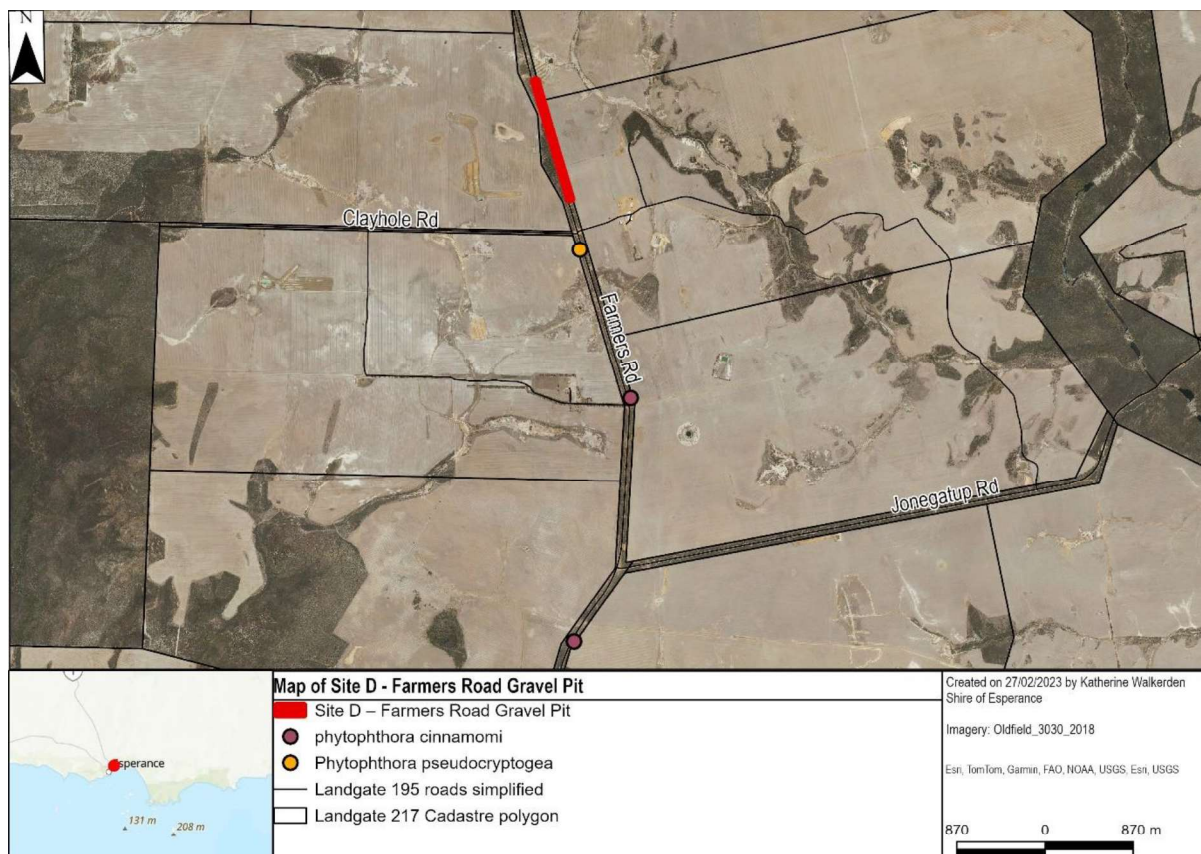 N
Clayhole Rd
Farmers Rd
Jonegatup Rd
Esperance
131 m
208 m
Map of Site D - Farmers Road Gravel Pit
Site D – Farmers Road Gravel Pit
phytophthora cinnamomi
Phytophthora pseudocryptogea
Landgate 195 roads simplified
Landgate 217 Cadastre polygon
Created on 27/02/2023 by Katherine Walkerden
Shire of Esperance
Imagery: Oldfield_3030_2018
Esri, TomTom, Garmin, FAO, NOAA, USGS, Esri, USGS
870 0 870 m